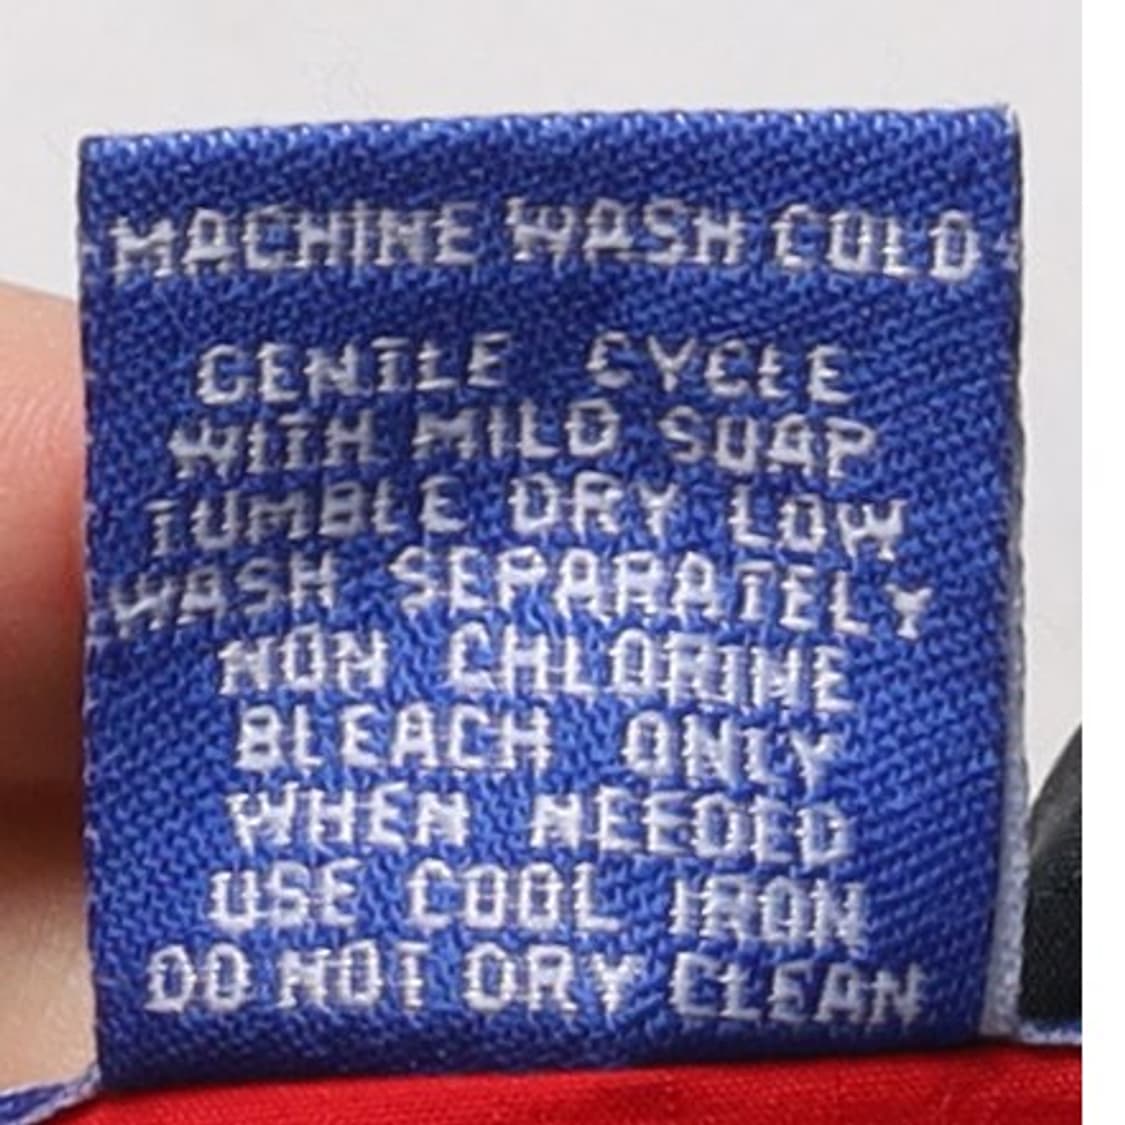 MACHINE WASH COLD
GENTLE CYCLE
WITH MILD SOAP
TUMBLE DRY LOW
WASH SEPARATELY
NON CHLORINE
BLEACH ONLY
WHEN NEEDED
USE COOL IRON
DO NOT DRY CLEAN